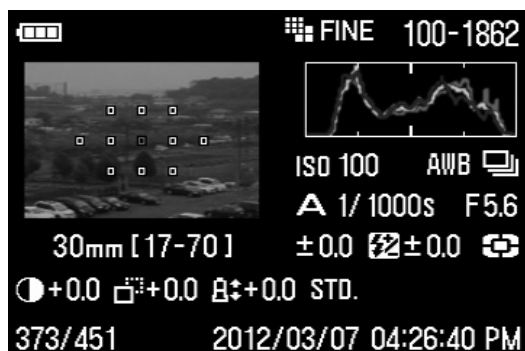 FINE 100-1862
ISO 100 AWB
A 1/1000s F5.6
30mm [17-70] ±0.0 ±0.0
+0.0 +0.0 +0.0 STD.
373/451 2012/03/07 04:26:40 PM